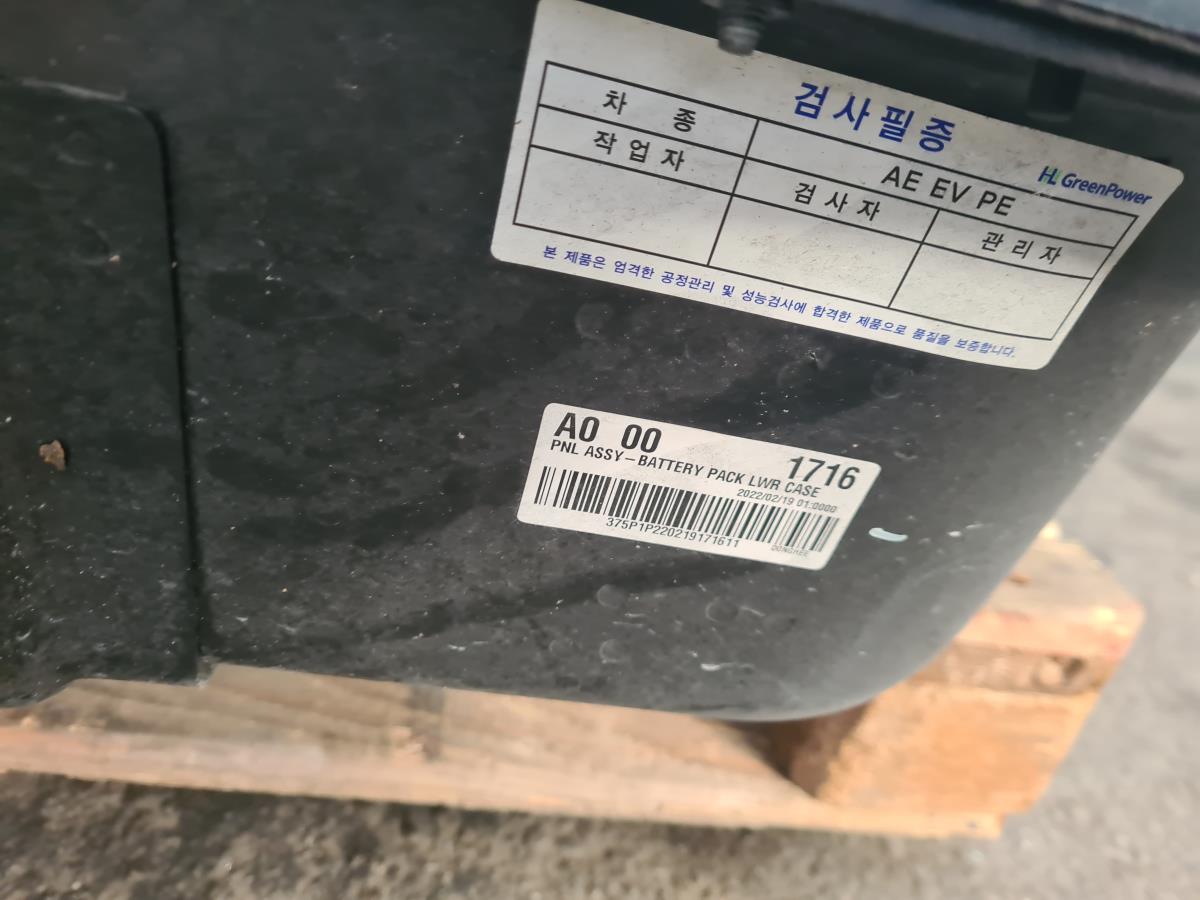 검사필증
HL GreenPower
차 종
AE EV PE
작업자
검사자
관리자
본 제품은 엄격한 공정관리 및 성능검사에 합격한 제품으로 품질을 보증합니다.
A0 00
1716
PNL ASSY-BATTERY PACK LWR CASE
2022/02/19 01:0000
375P1P220219171611
DONGHEE